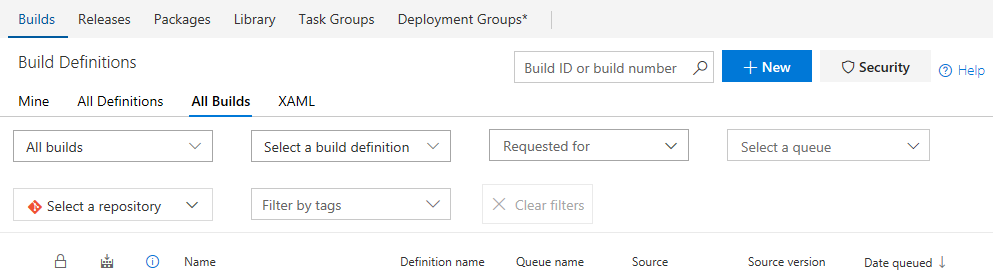 Builds Releases Packages Library Task Groups Deployment Groups*
Build Definitions Build ID or build number New Security Help
Mine All Definitions All Builds XAML
All builds Select a build definition Requested for Select a queue
Select a repository Filter by tags Clear filters
Name Definition name Queue name Source Source version Date queued ↓